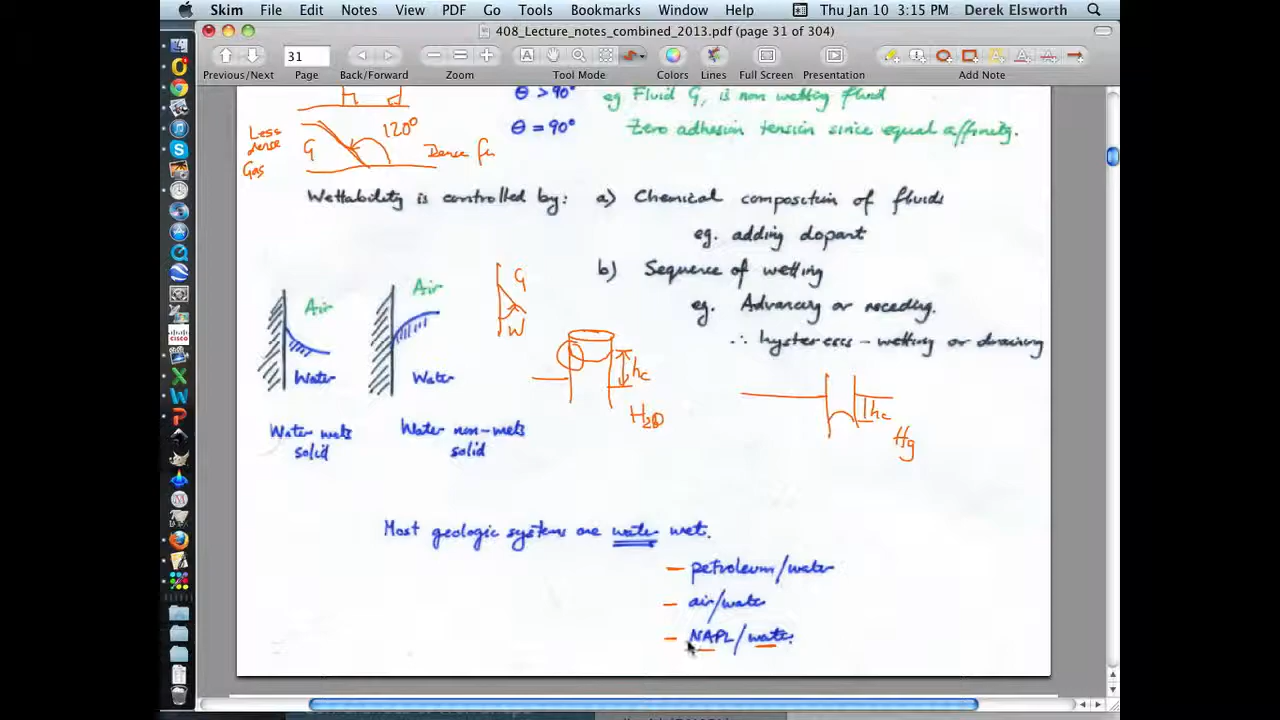 Skim File Edit Notes View PDF Go Tools Bookmarks Window Help Thu Jan 10 3:15 PM Derek Elsworth
408_Lecture_notes_combined_2013.pdf (page 31 of 304)
31
Previous/Next Page Back/Forward Zoom Tool Mode Colors Lines Full Screen Presentation Add Note
θ > 90° eg Fluid G, is non wetting fluid
θ = 90° Zero adhesion tension since equal affinity.
Less dense Gas
G 120° Dense
Wettability is controlled by: a) Chemical composition of fluids
eg. adding dopant
b) Sequence of wetting
eg. Advancing or receding.
∴ hysteresis - wetting or draining
Air Air G
W
Water Water hc
H2O
hc
Hg
Water wets solid
Water non-wets solid
Most geologic systems are water wet.
- petroleum/water
- air/water
- NAPL/water.